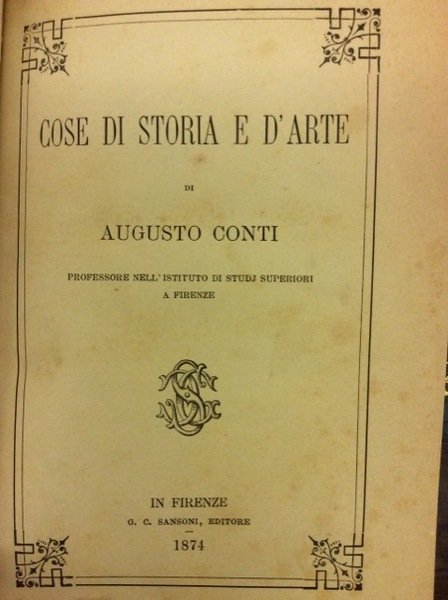 COSE DI STORIA E D'ARTE
DI
AUGUSTO CONTI
PROFESSORE NELL'ISTITUTO DI STUDJ SUPERIORI
A FIRENZE
IN FIRENZE
G. C. SANSONI, EDITORE
1874